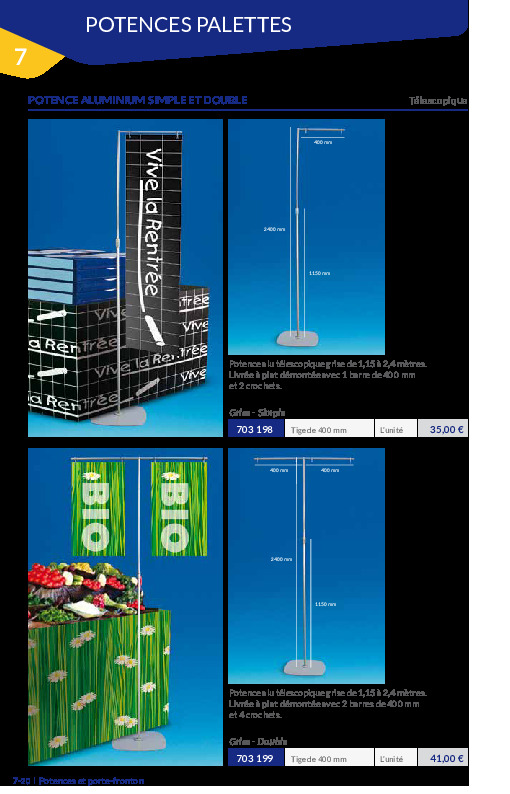 POTENCES PALETTES
7
POTENCE ALUMINIUM SIMPLE ET DOUBLE
Télescopique
Vive la Rentrée
400 mm
2400 mm
1150 mm
Potence alu télescopique grise de 1,15 à 2,4 mètres.
Livrée à plat démontée avec 1 barre de 400 mm
et 2 crochets.
Grise - Simple
703 198 Tige de 400 mm L'unité 35,00 €
BIO
BIO
400 mm 400 mm
2400 mm
1150 mm
Potence alu télescopique grise de 1,15 à 2,4 mètres.
Livrée à plat démontée avec 2 barres de 400 mm
et 4 crochets.
Grise - Double
703 199 Tige de 400 mm L'unité 41,00 €
7-20 | Potences et porte-fronton